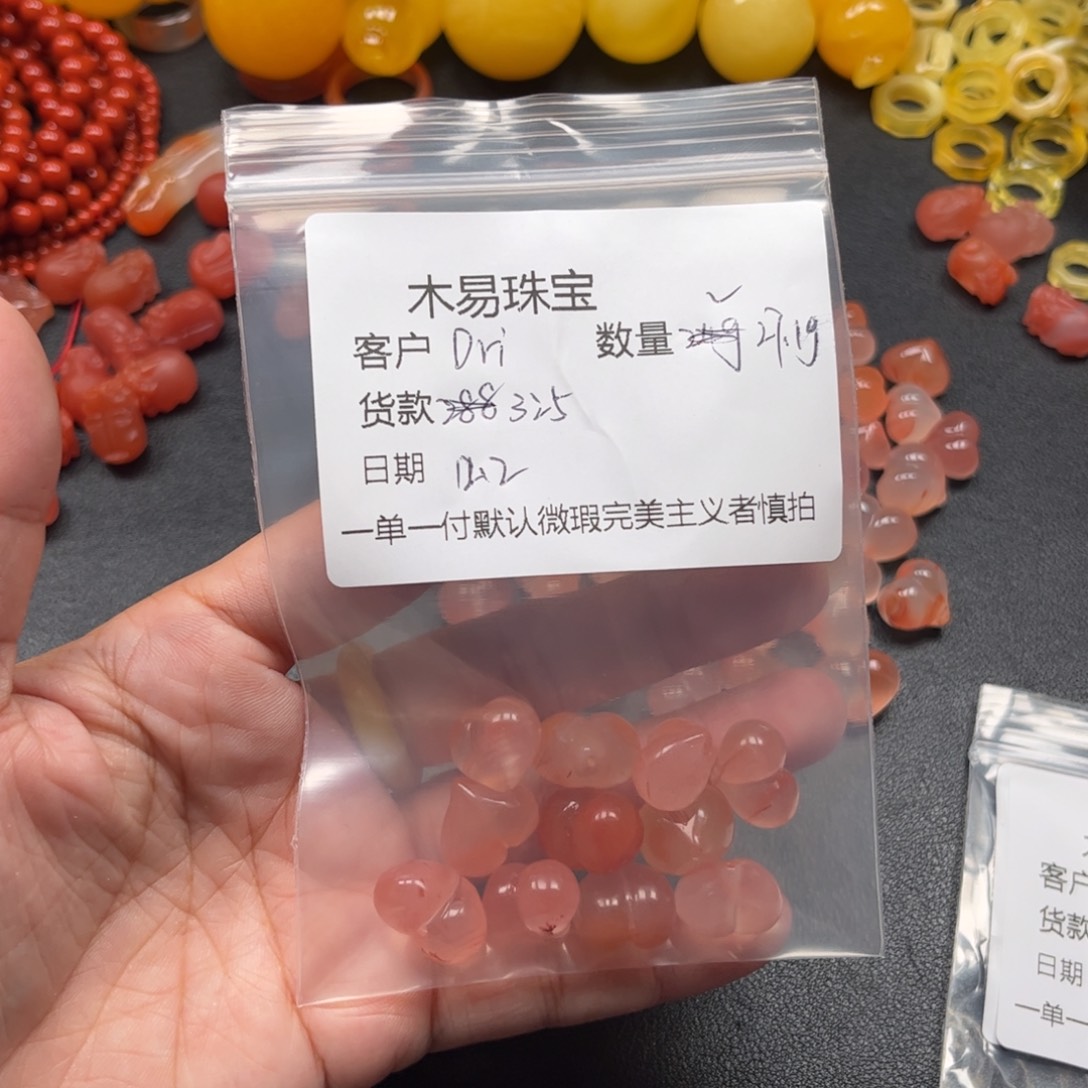 木易珠宝
客户 Dri 数量 27.1g
货款 325
日期 12.2
一单一付默认微瑕完美主义者慎拍
客户
货款
日期
一单一